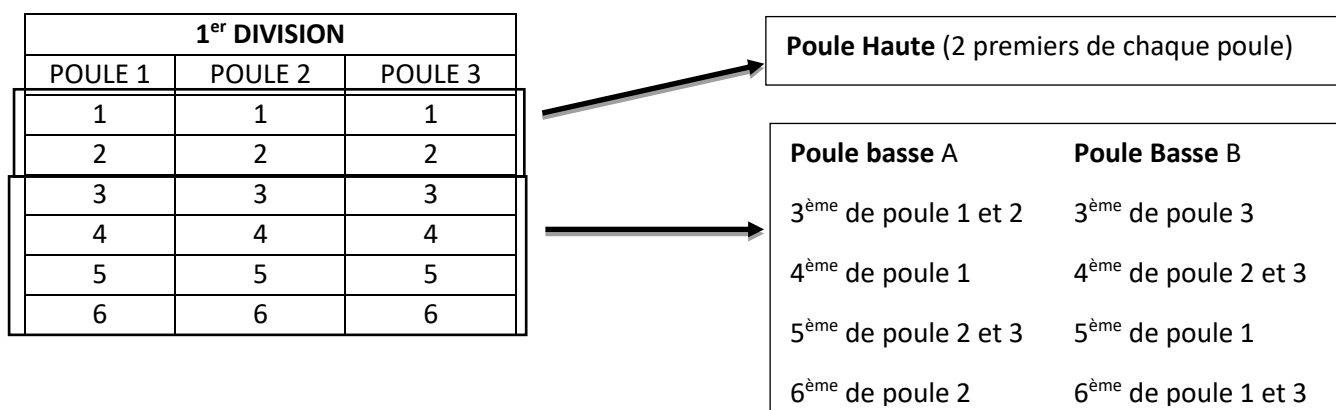 1er DIVISION
POULE 1 POULE 2 POULE 3
1 1 1
2 2 2
3 3 3
4 4 4
5 5 5
6 6 6
Poule Haute (2 premiers de chaque poule)
Poule basse A Poule Basse B
3ème de poule 1 et 2 3ème de poule 3
4ème de poule 1 4ème de poule 2 et 3
5ème de poule 2 et 3 5ème de poule 1
6ème de poule 2 6ème de poule 1 et 3